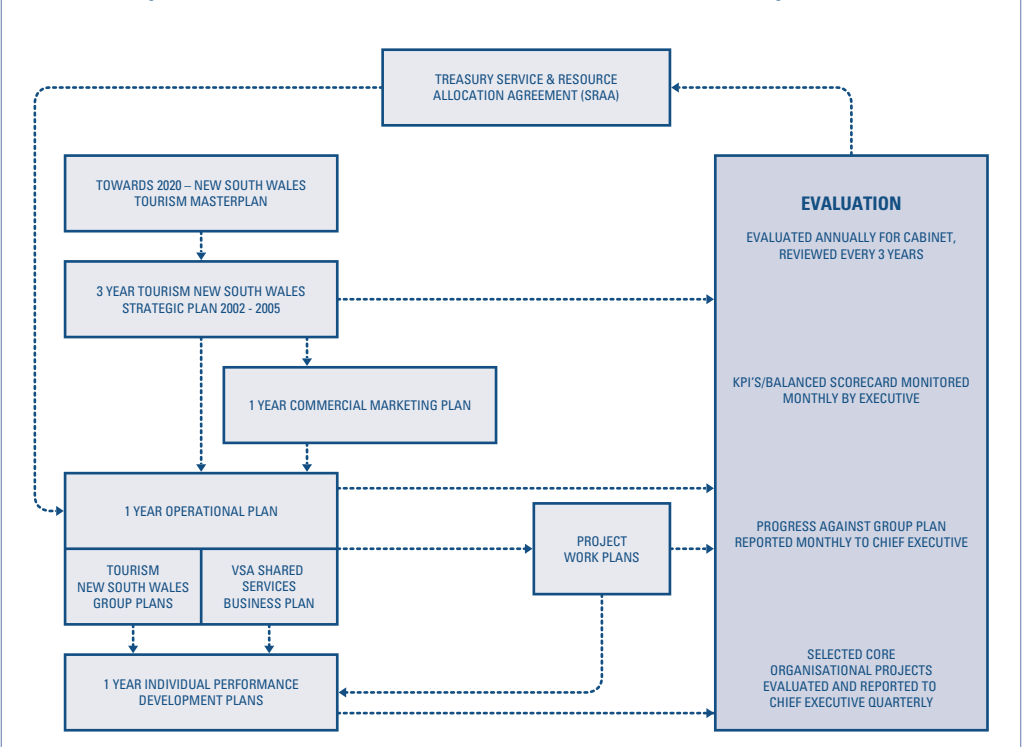 TREASURY SERVICE & RESOURCE
ALLOCATION AGREEMENT (SRAA)
TOWARDS 2020 – NEW SOUTH WALES
TOURISM MASTERPLAN
3 YEAR TOURISM NEW SOUTH WALES
STRATEGIC PLAN 2002 - 2005
1 YEAR COMMERCIAL MARKETING PLAN
1 YEAR OPERATIONAL PLAN
TOURISM
NEW SOUTH WALES
GROUP PLANS
VSA SHARED
SERVICES
BUSINESS PLAN
PROJECT
WORK PLANS
1 YEAR INDIVIDUAL PERFORMANCE
DEVELOPMENT PLANS
EVALUATION
EVALUATED ANNUALLY FOR CABINET,
REVIEWED EVERY 3 YEARS
KPI'S/BALANCED SCORECARD MONITORED
MONTHLY BY EXECUTIVE
PROGRESS AGAINST GROUP PLAN
REPORTED MONTHLY TO CHIEF EXECUTIVE
SELECTED CORE
ORGANISATIONAL PROJECTS
EVALUATED AND REPORTED TO
CHIEF EXECUTIVE QUARTERLY